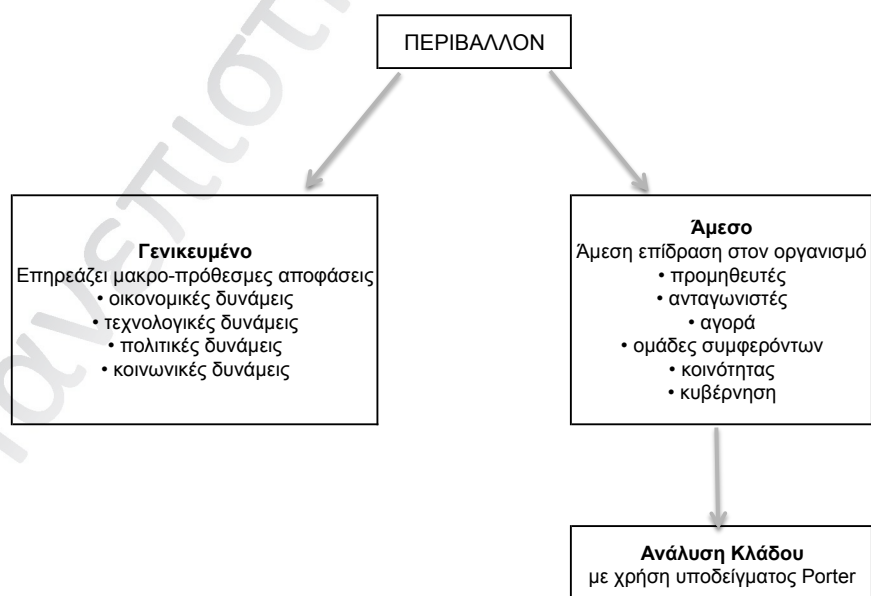 ΠΕΡΙΒΑΛΛΟΝ
Γενικευμένο
Επηρεάζει μακρο-πρόθεσμες αποφάσεις
• οικονομικές δυνάμεις
• τεχνολογικές δυνάμεις
• πολιτικές δυνάμεις
• κοινωνικές δυνάμεις
Άμεσο
Άμεση επίδραση στον οργανισμό
• προμηθευτές
• ανταγωνιστές
• αγορά
• ομάδες συμφερόντων
• κοινότητας
• κυβέρνηση
Ανάλυση Κλάδου
με χρήση υποδείγματος Porter